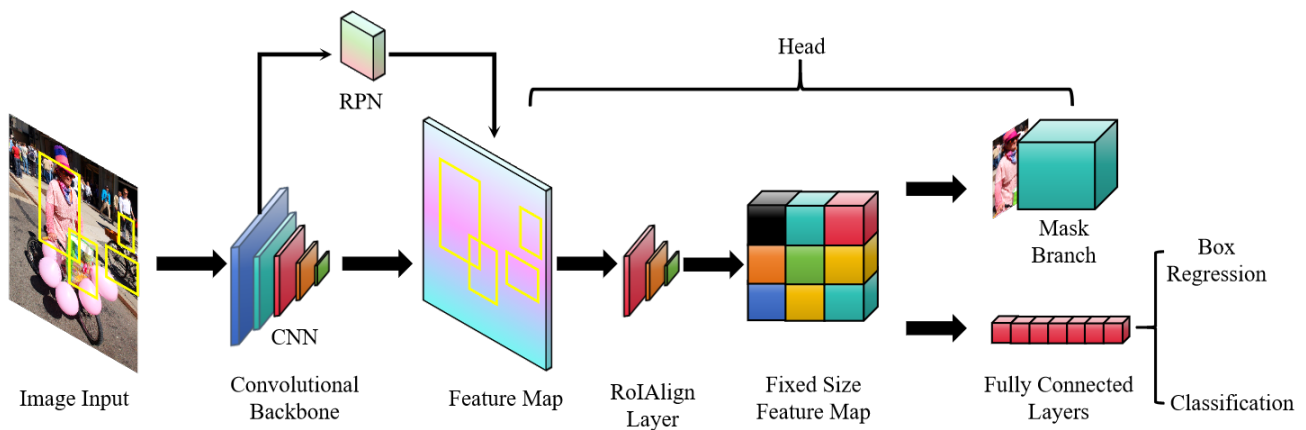 Head
RPN
CNN
Mask
Branch
Box
Regression
Image Input
Convolutional
Backbone
Feature Map
RoIAlign
Layer
Fixed Size
Feature Map
Fully Connected
Layers
Classification